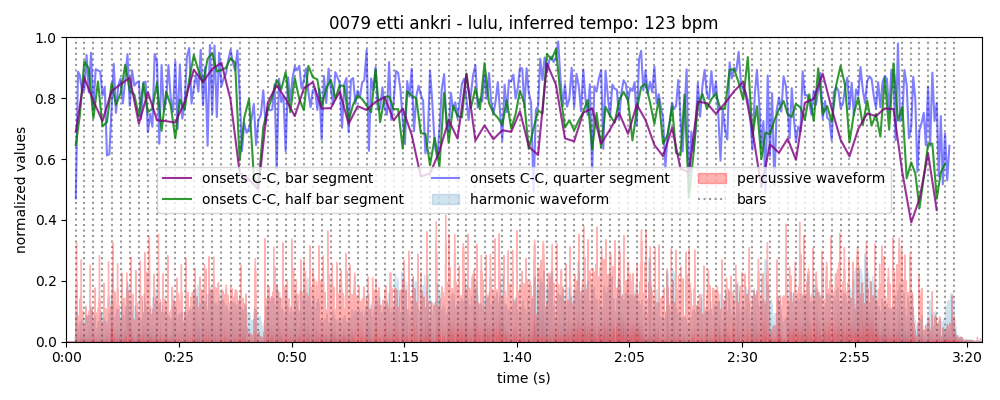 0079 etti ankri - lulu, inferred tempo: 123 bpm
1.0
0.8
0.6
0.4
0.2
0.0
normalized values
onsets C-C, bar segment
onsets C-C, half bar segment
onsets C-C, quarter segment
harmonic waveform
percussive waveform
bars
0:00 0:25 0:50 1:15 1:40 2:05 2:30 2:55 3:20
time (s)